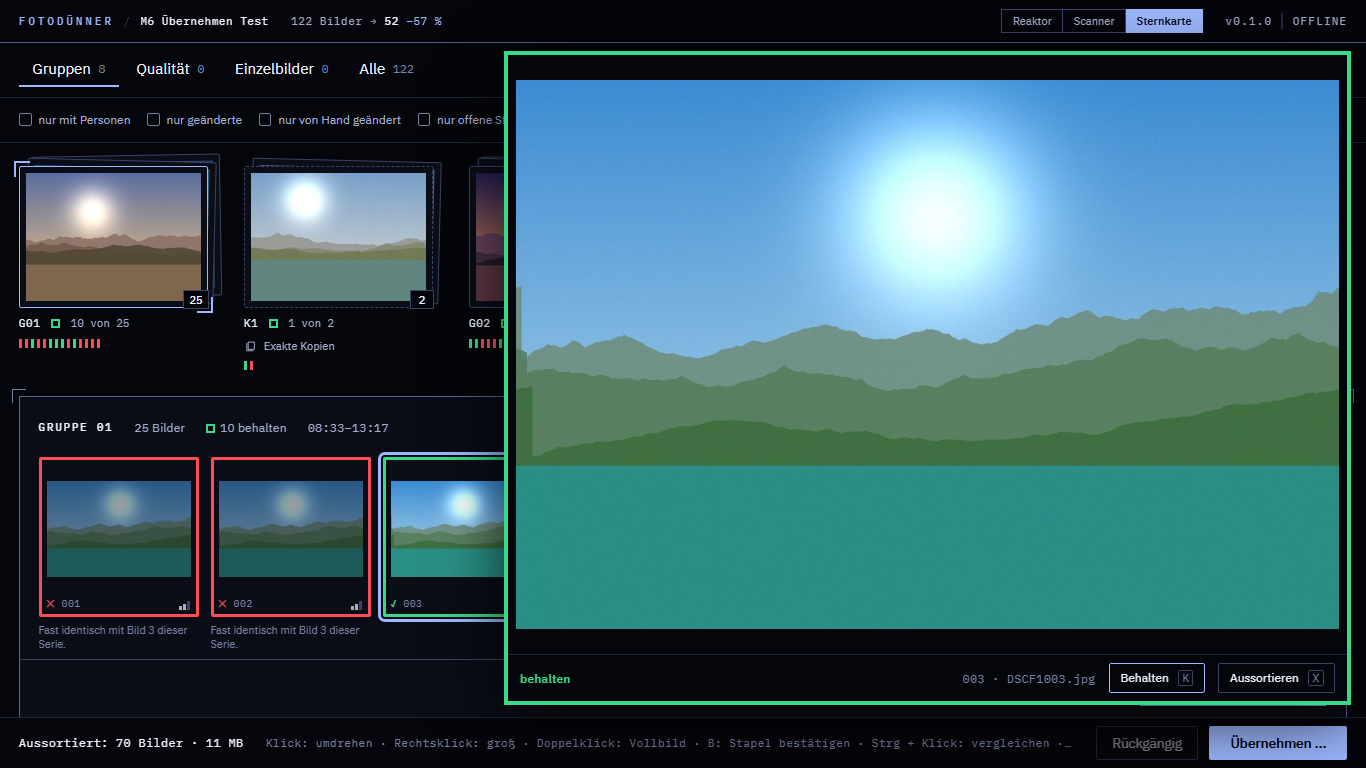 FOTODÜNNER / M6 Übernehmen Test 122 Bilder → 52 −57 % Reaktor Scanner Sternkarte v0.1.0 OFFLINE
Gruppen 8 Qualität 0 Einzelbilder 0 Alle 122
nur mit Personen nur geänderte nur von Hand geändert nur offene
25 2
G01 10 von 25 K1 1 von 2 G02
Exakte Kopien
GRUPPE 01 25 Bilder 10 behalten 08:33–13:17
✕ 001 ✕ 002 ✓ 003
Fast identisch mit Bild 3 dieser Serie.
Fast identisch mit Bild 3 dieser Serie.
behalten 003 · DSCF1003.jpg Behalten K Aussortieren X
Aussortiert: 70 Bilder · 11 MB Klick: umdrehen · Rechtsklick: groß · Doppelklick: Vollbild · B: Stapel bestätigen · Strg + Klick: vergleichen ·… Rückgängig Übernehmen …